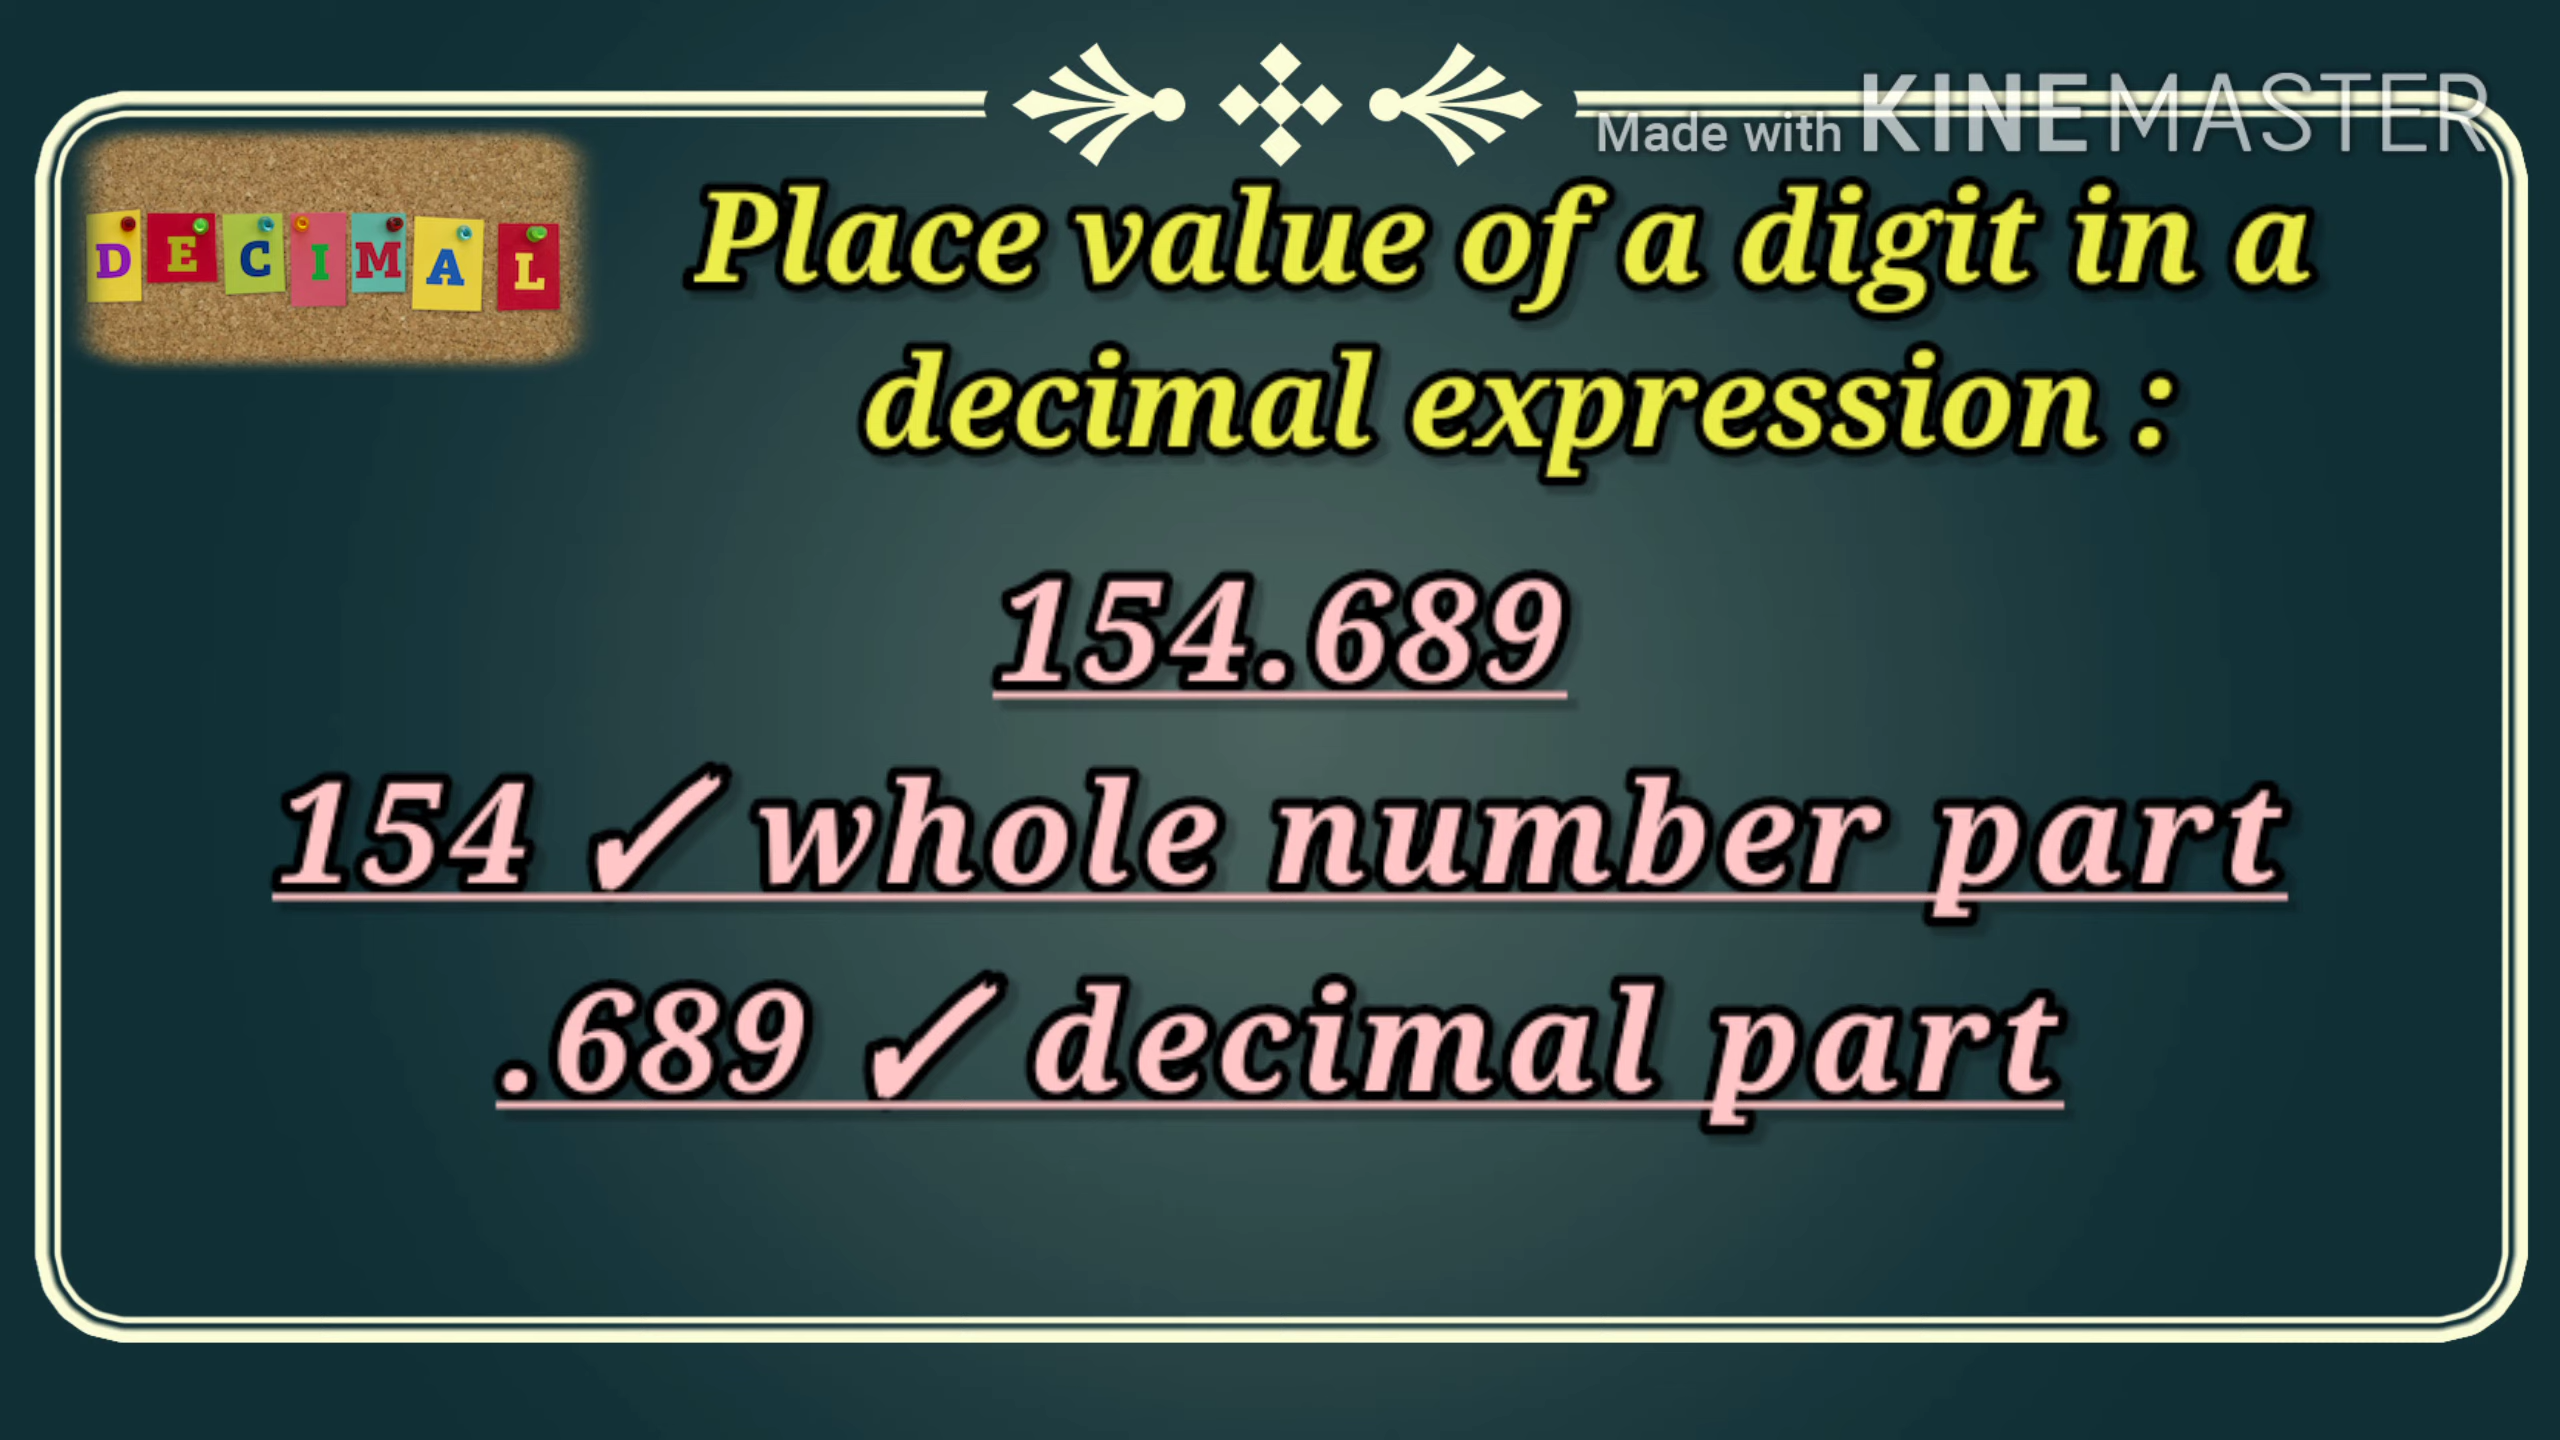 Made with KINEMASTER
DECIMAL
Place value of a digit in a
decimal expression :
154.689
154 ✓ whole number part
.689 ✓ decimal part